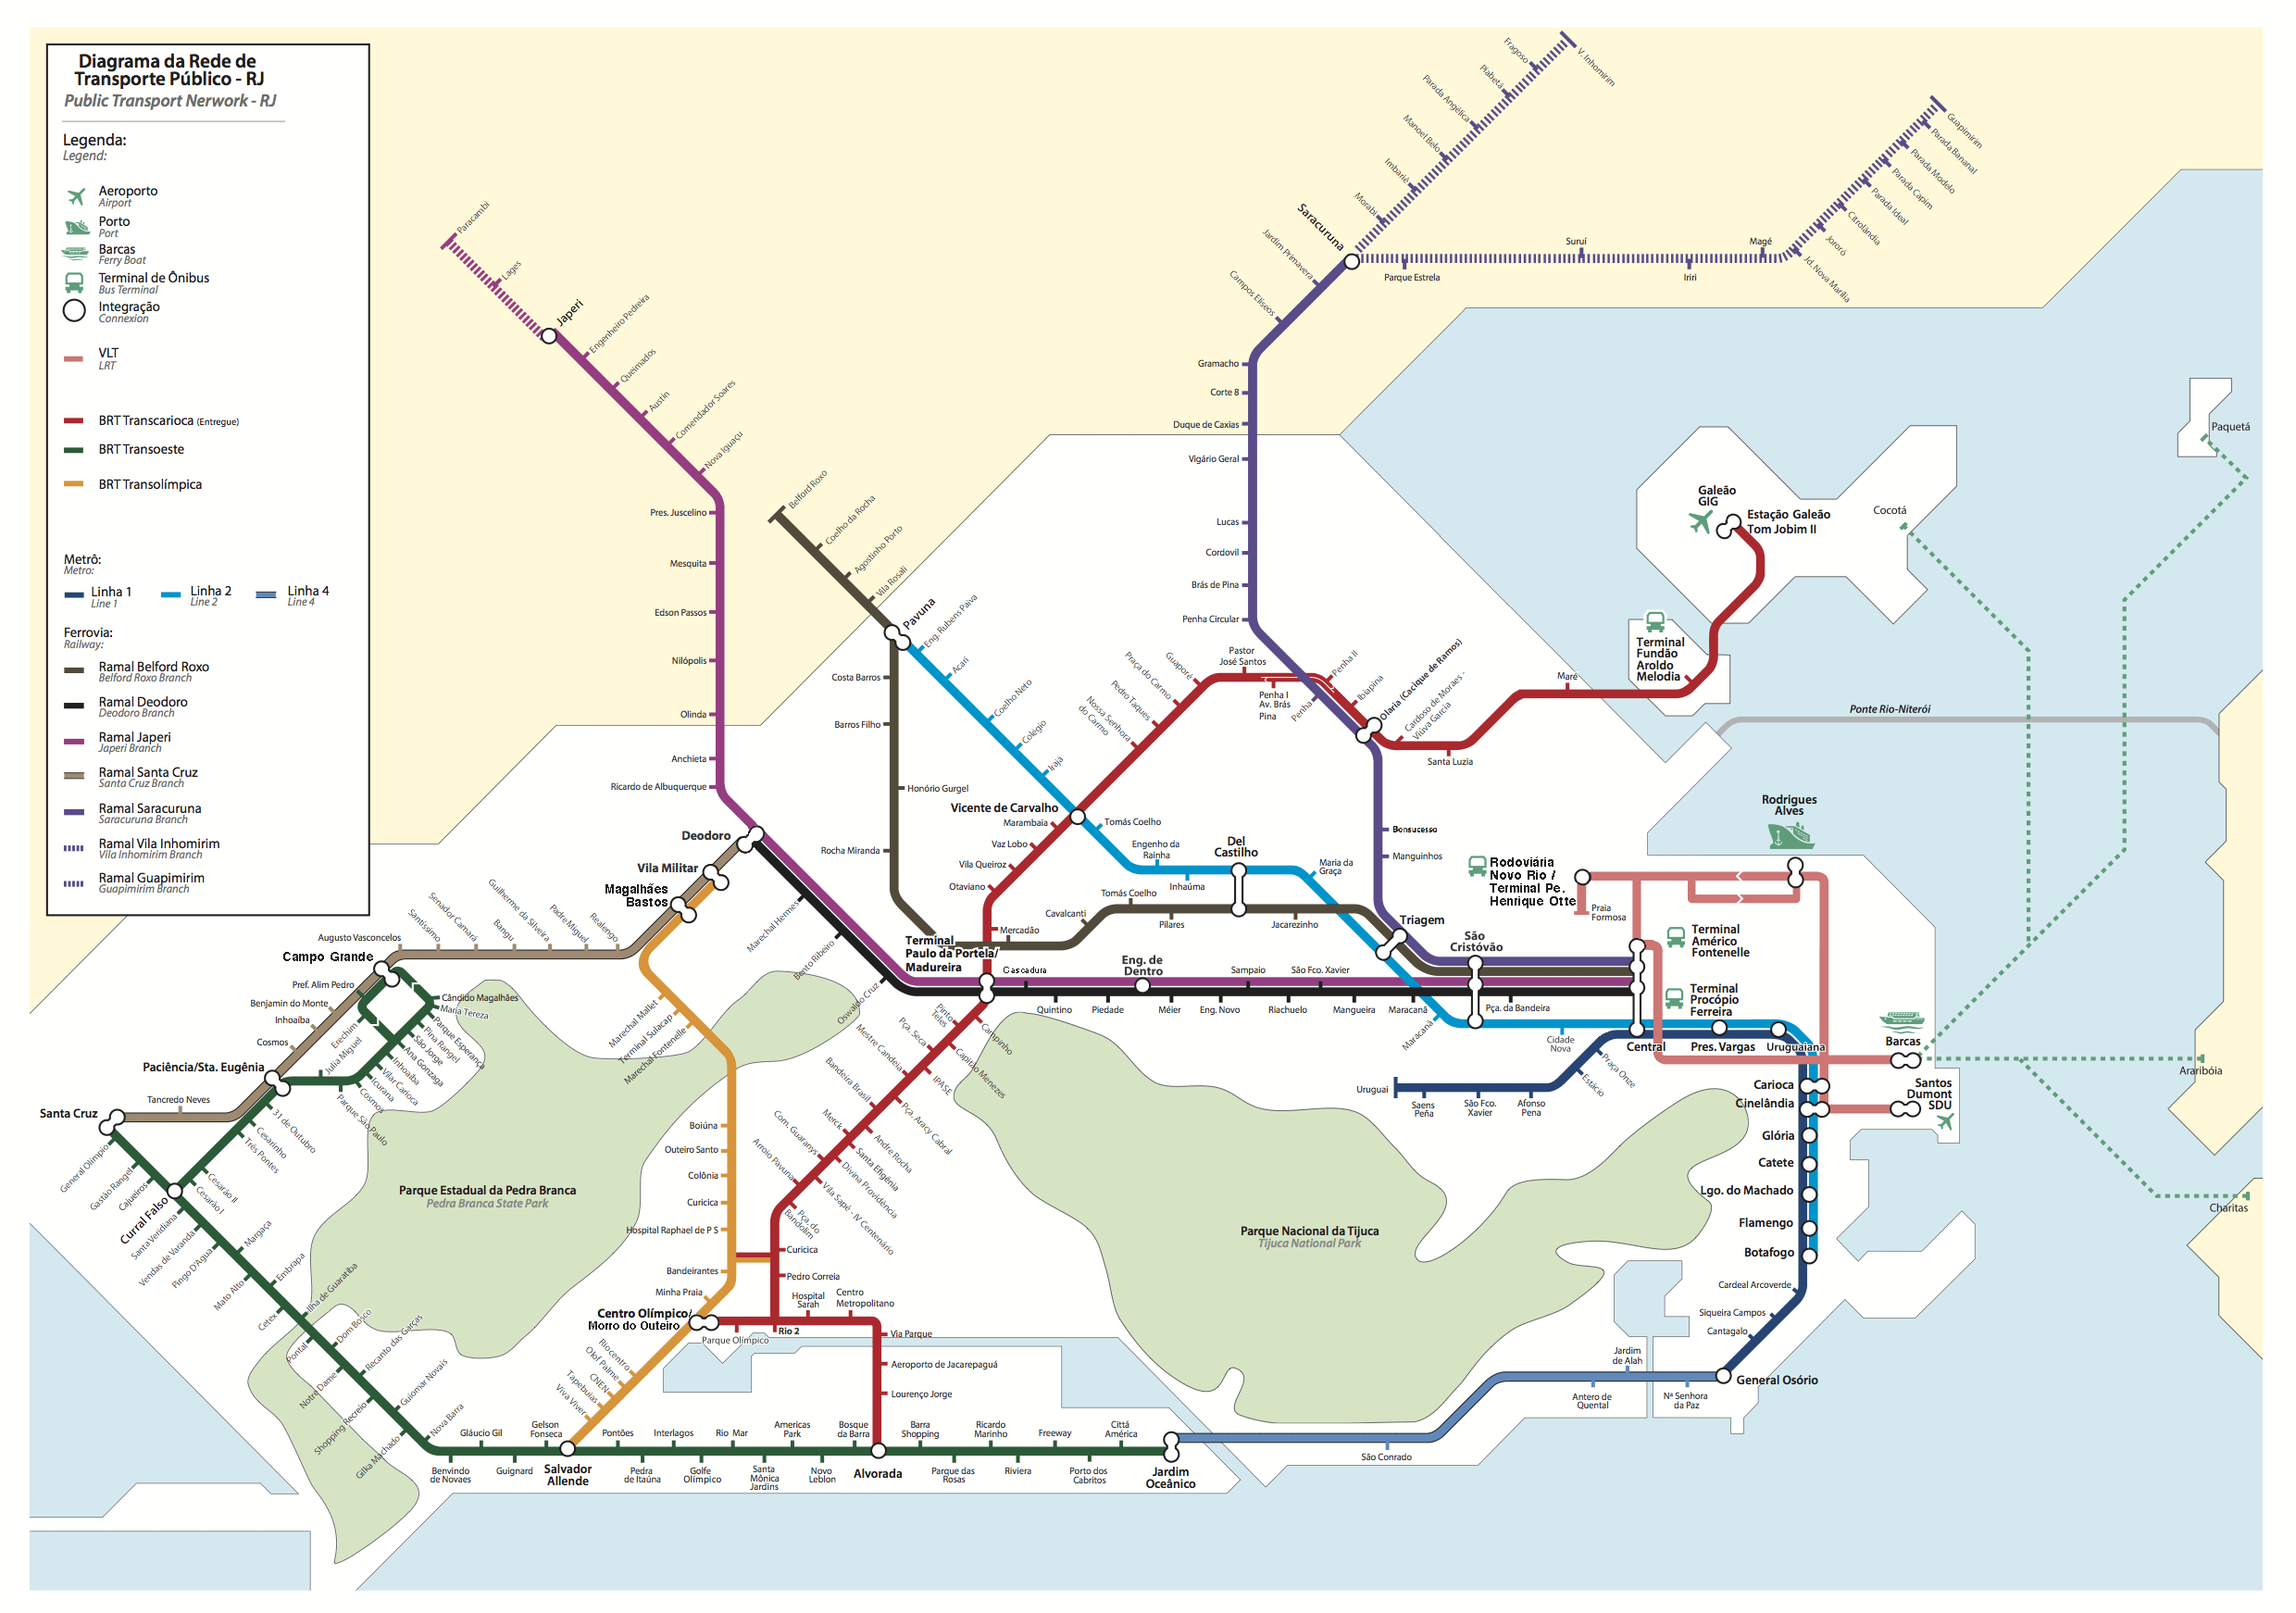 Diagrama da Rede de
Transporte Público - RJ
Public Transport Nerwork - RJ
Legenda:
Legend:
Aeroporto
Airport
Porto
Port
Barcas
Ferry Boat
Terminal de Ônibus
Bus Terminal
Integração
Connexion
VLT
LRT
BRT Transcarioca (Entregue)
BRT Transoeste
BRT Transolímpica
Metrô:
Metro:
Linha 1
Line 1
Linha 2
Line 2
Linha 4
Line 4
Ferrovia:
Railway:
Ramal Belford Roxo
Belford Roxo Branch
Ramal Deodoro
Deodoro Branch
Ramal Japeri
Japeri Branch
Ramal Santa Cruz
Santa Cruz Branch
Ramal Saracuruna
Saracuruna Branch
Ramal Vila Inhomirim
Vila Inhomirim Branch
Ramal Guapimirim
Guapimirim Branch
Paracambi
Lages
Japeri
Engenheiro Pedreira
Queimados
Austin
Comendador Soares
Nova Iguaçu
Pres. Juscelino
Mesquita
Edson Passos
Nilópolis
Olinda
Anchieta
Ricardo de Albuquerque
Deodoro
Vila Militar
Magalhães
Bastos
Realengo
Padre Miguel
Guilherme da Silveira
Bangu
Senador Camará
Santíssimo
Augusto Vasconcelos
Campo Grande
Pref. Alim Pedro
Benjamin do Monte
Inhoaíba
Cosmos
Paciência/Sta. Eugênia
Tancredo Neves
Santa Cruz
Cândido Magalhães
Maria Tereza
Parque Esperança
Pina Rangel
São Jorge
Ana Gonzaga
Inhoaíba
Vilar Carioca
Icurana
Cosmos
Parque São Paulo
Julia Miguel
Erechim
31 de Outubro
Cesarinho
Três Pontes
Cesarão II
Cesarão I
General Olimpio
Gastão Rangel
Cajueiros
Curral Falso
Santa Veridiana
Vendas de Varanda
Pingo D'Agua
Mato Alto
Cetex
Pontal
Notre Dame
Shopping Recreio
Gilka Machado
Margaça
Embrapa
Ilha de Guaratiba
Dom Bosco
Recanto das Garças
Guiomar Novais
Nova Barra
Benvindo
de Novaes
Gláucio Gil
Guignard
Gelson
Fonseca
Salvador
Allende
Pontões
Pedra
de Itaúna
Interlagos
Golfe
Olímpico
Rio Mar
Santa
Mônica
Jardins
Americas
Park
Novo
Leblon
Bosque
da Barra
Alvorada
Barra
Shopping
Parque das
Rosas
Ricardo
Marinho
Riviera
Freeway
Porto dos
Cabritos
Cittá
América
Jardim
Oceânico
São Conrado
Antero de
Quental
Jardim
de Alah
Nª Senhora
da Paz
General Osório
Cantagalo
Siqueira Campos
Cardeal Arcoverde
Botafogo
Flamengo
Lgo. do Machado
Catete
Glória
Cinelândia
Carioca
Uruguaiana
Pres. Vargas
Central
Praça Onze
Estácio
Afonso
Pena
São Fco.
Xavier
Saens
Peña
Uruguai
Cidade
Nova
Belford Roxo
Coelho da Rocha
Agostinho Porto
Vila Rosali
Pavuna
Costa Barros
Barros Filho
Honório Gurgel
Rocha Miranda
Mercadão
Cavalcanti
Tomás Coelho
Pilares
Jacarezinho
Eng. Rubens Paiva
Acari
Coelho Neto
Colégio
Irajá
Vicente de Carvalho
Tomás Coelho
Engenho da
Rainha
Inhaúma
Del
Castilho
Maria da
Graça
Triagem
Maracanã
São
Cristóvão
Marechal Hermes
Bento Ribeiro
Oswaldo Cruz
Terminal
Paulo da Portela/
Madureira
Cascadura
Quintino
Piedade
Eng. de
Dentro
Méier
Eng. Novo
Sampaio
Riachuelo
São Fco. Xavier
Mangueira
Maracanã
Pça. da Bandeira
V. Inhomirim
Fragoso
Piabetá
Parada Angélica
Manoel Belo
Imbariê
Morabi
Saracuruna
Parque Estrela
Suruí
Iriri
Magé
Jd. Nova Marília
Jororó
Citrolândia
Parada Ideal
Parada Capim
Parada Modelo
Parada Bananal
Guapimirim
Jardim Primavera
Campos Elíseos
Gramacho
Corte 8
Duque de Caxias
Vigário Geral
Lucas
Cordovil
Brás de Pina
Penha Circular
Penha
Olaria (Cacique de Ramos)
Bonsucesso
Manguinhos
Galeão
GIG
Estação Galeão
Tom Jobim II
Terminal
Fundão
Aroldo
Melodia
Maré
Santa Luzia
Cardoso de Moraes -
Viúva Garcia
Ibiapina
Penha II
Penha I
Av. Brás
Pina
Pastor
José Santos
Guaporé
Praça do Carmo
Pedro Taques
Nossa Senhora
do Carmo
Marambaia
Vaz Lobo
Vila Queiroz
Otaviano
Pinto
Teles
Campinho
Pça. Seca
Capitão Menezes
Mestre Candeia
IPASE
Bandeira Brasil
Pça. Aracy Cabral
Merck
Andre Rocha
Com. Guaranys
Santa Efigênia
Divina Providência
Arroio Pavuna
Vila Sapê - IV Centenário
Pça. do
Bandolim
Curicica
Pedro Correia
Rio 2
Parque Olímpico
Hospital
Sarah
Centro
Metropolitano
Via Parque
Aeroporto de Jacarepaguá
Lourenço Jorge
Marechal Mallet
Terminal Sulacap
Marechal Fontenelle
Boiúna
Outeiro Santo
Colônia
Curicica
Hospital Raphael de P S
Bandeirantes
Minha Praia
Centro Olímpico/
Morro do Outeiro
Riocentro
Olof Palme
CNEN
Tapebuias
Viva Viver
Parque Estadual da Pedra Branca
Pedra Branca State Park
Parque Nacional da Tijuca
Tijuca National Park
Rodoviária
Novo Rio /
Terminal Pe.
Henrique Otte
Praia
Formosa
Rodrigues
Alves
Terminal
Américo
Fontenelle
Terminal
Procópio
Ferreira
Barcas
Santos
Dumont
SDU
Ponte Rio-Niterói
Cocotá
Paquetá
Araribóia
Charitas